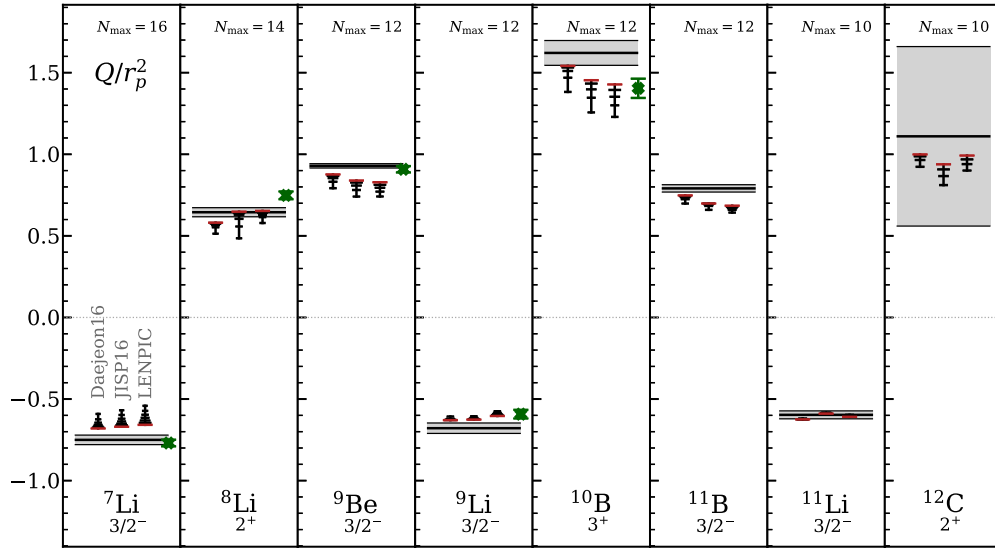 N_max = 16 N_max = 14 N_max = 12 N_max = 12 N_max = 12 N_max = 12 N_max = 10 N_max = 10
Q/r_p^2
1.5
1.0
0.5
0.0
−0.5
−1.0
Daejeon16
JISP16
LENPIC
⁷Li ⁸Li ⁹Be ⁹Li ¹⁰B ¹¹B ¹¹Li ¹²C
3/2⁻ 2⁺ 3/2⁻ 3/2⁻ 3⁺ 3/2⁻ 3/2⁻ 2⁺